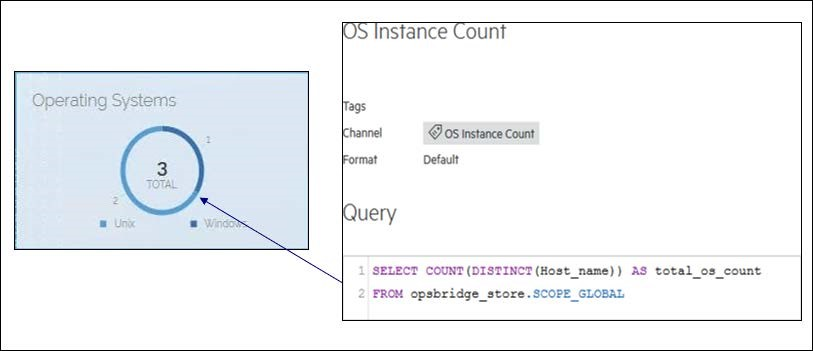 Operating Systems
1
3
TOTAL
2
Unix
Windows
OS Instance Count
Tags
Channel OS Instance Count
Format Default
Query
1 SELECT COUNT(DISTINCT(Host_name)) AS total_os_count
2 FROM opsbridge_store.SCOPE_GLOBAL